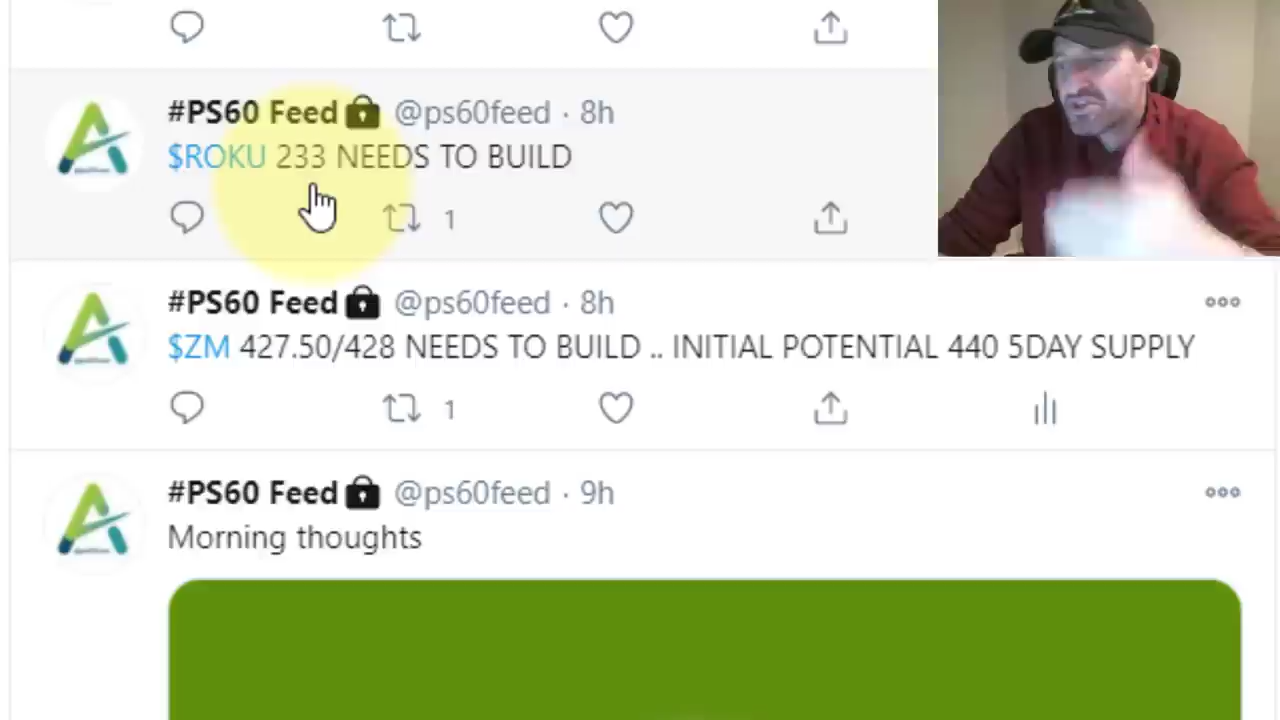 #PS60 Feed @ps60feed · 8h
$ROKU 233 NEEDS TO BUILD
1
#PS60 Feed @ps60feed · 8h
$ZM 427.50/428 NEEDS TO BUILD .. INITIAL POTENTIAL 440 5DAY SUPPLY
1
#PS60 Feed @ps60feed · 9h
Morning thoughts